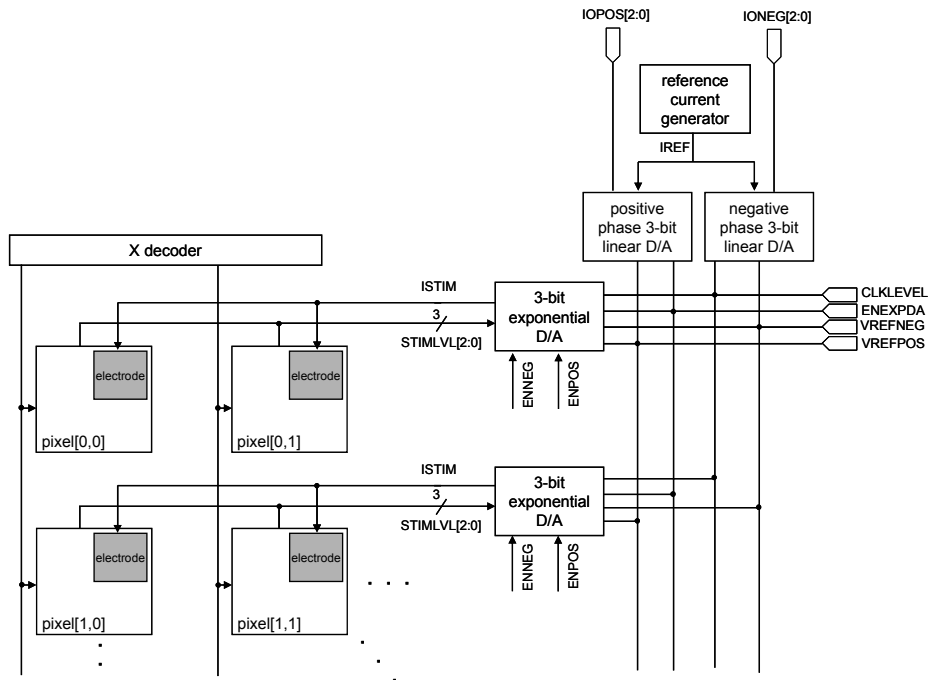 IOPOS[2:0]
IONEG[2:0]
reference
current
generator
IREF
positive
phase 3-bit
linear D/A
negative
phase 3-bit
linear D/A
X decoder
ISTIM
3
STIMLVL[2:0]
3-bit
exponential
D/A
CLKLEVEL
ENEXPDA
VREFNEG
VREFPOS
ENNEG
ENPOS
electrode
pixel[0,0]
electrode
pixel[0,1]
ISTIM
3
STIMLVL[2:0]
3-bit
exponential
D/A
ENNEG
ENPOS
electrode
pixel[1,0]
electrode
pixel[1,1]